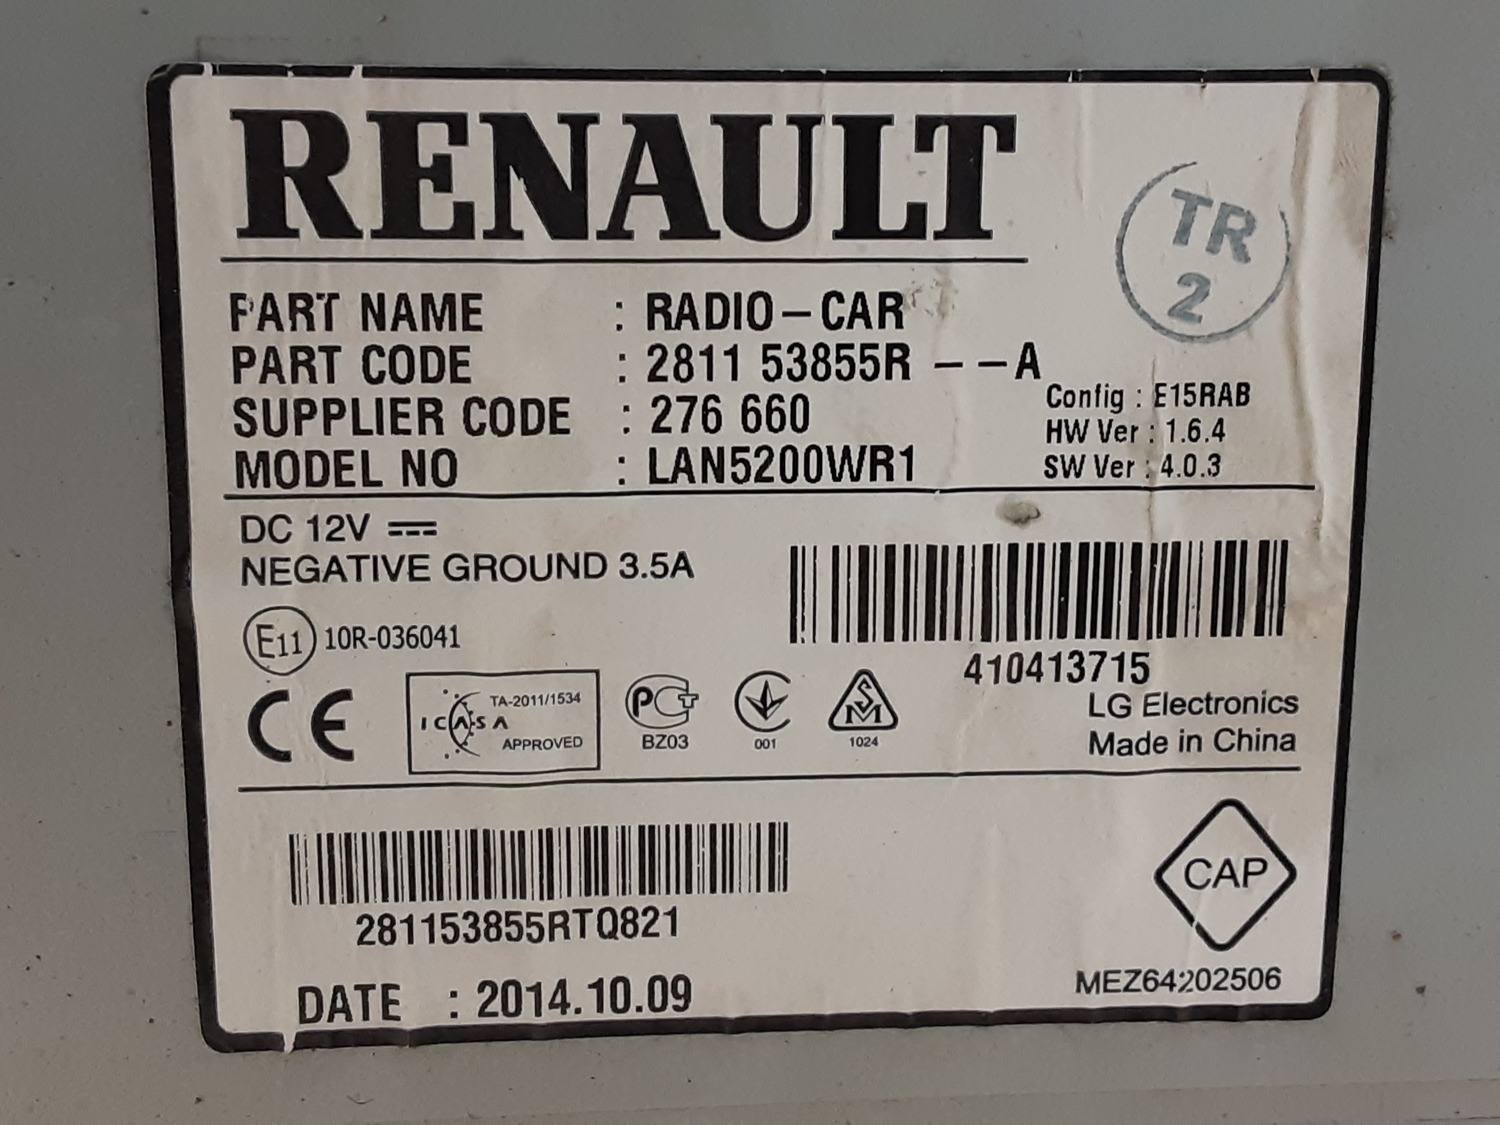 RENAULT
TR
2
PART NAME : RADIO-CAR
PART CODE : 2811 53855R --A
SUPPLIER CODE : 276 660
MODEL NO : LAN5200WR1
Config : E15RAB
HW Ver : 1.6.4
SW Ver : 4.0.3
DC 12V
NEGATIVE GROUND 3.5A
E11 10R-036041
410413715
LG Electronics
Made in China
CE
TA-2011/1534
ICASA
APPROVED
PCT
BZ03
001
SM
1024
281153855RTQ821
CAP
DATE : 2014.10.09
MEZ64202506